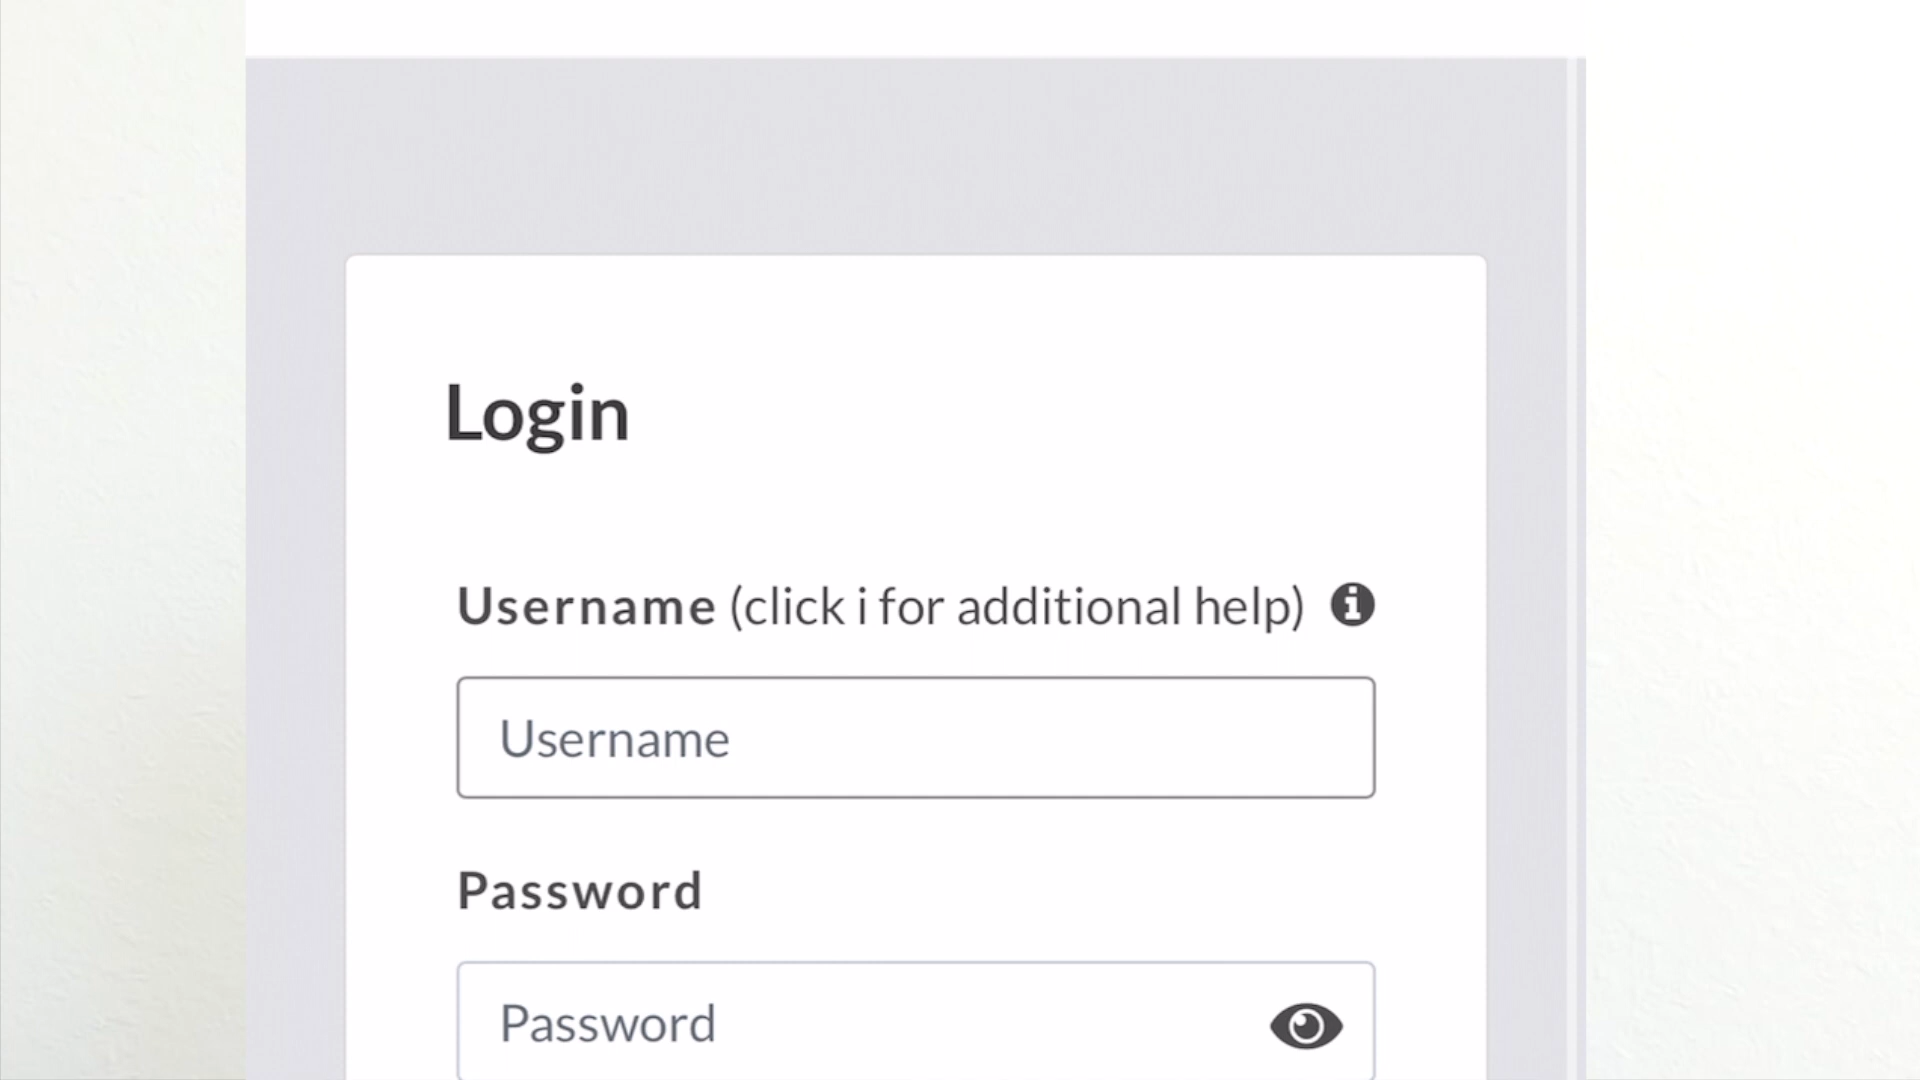 Login
Username (click i for additional help) i
Username
Password
Password